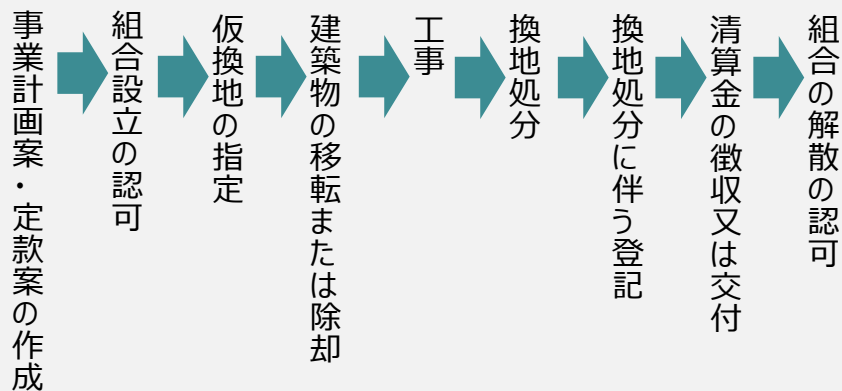 事業計画案・定款案の作成
組合設立の認可
仮換地の指定
建築物の移転または除却
工事
換地処分
換地処分に伴う登記
清算金の徴収又は交付
組合の解散の認可